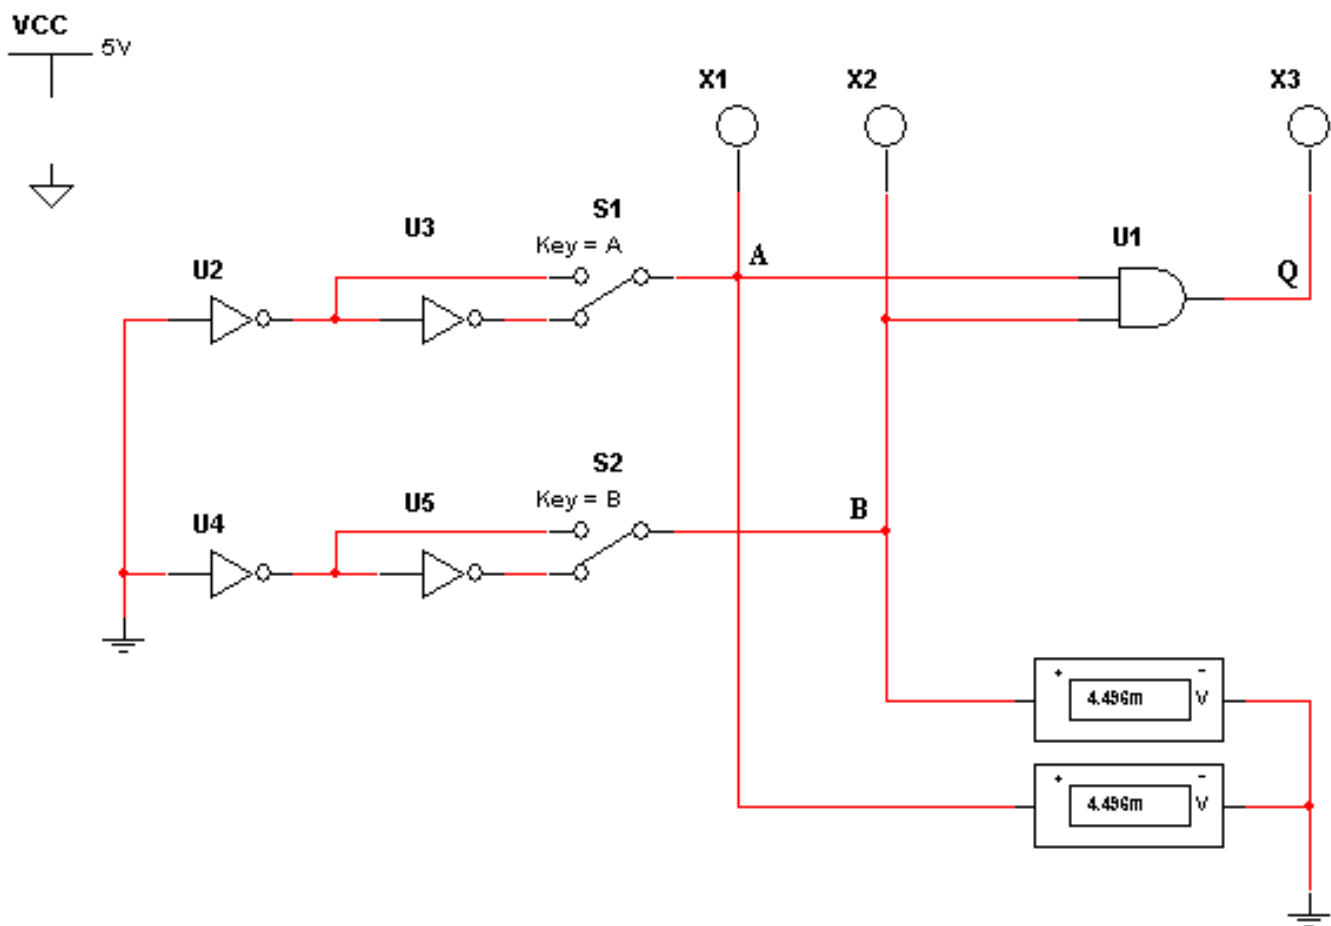 VCC
5V
X1
X2
X3
S1
Key = A
U3
U2
A
U1
Q
S2
Key = B
U5
U4
B
+ -
4.496m V
+ -
4.496m V